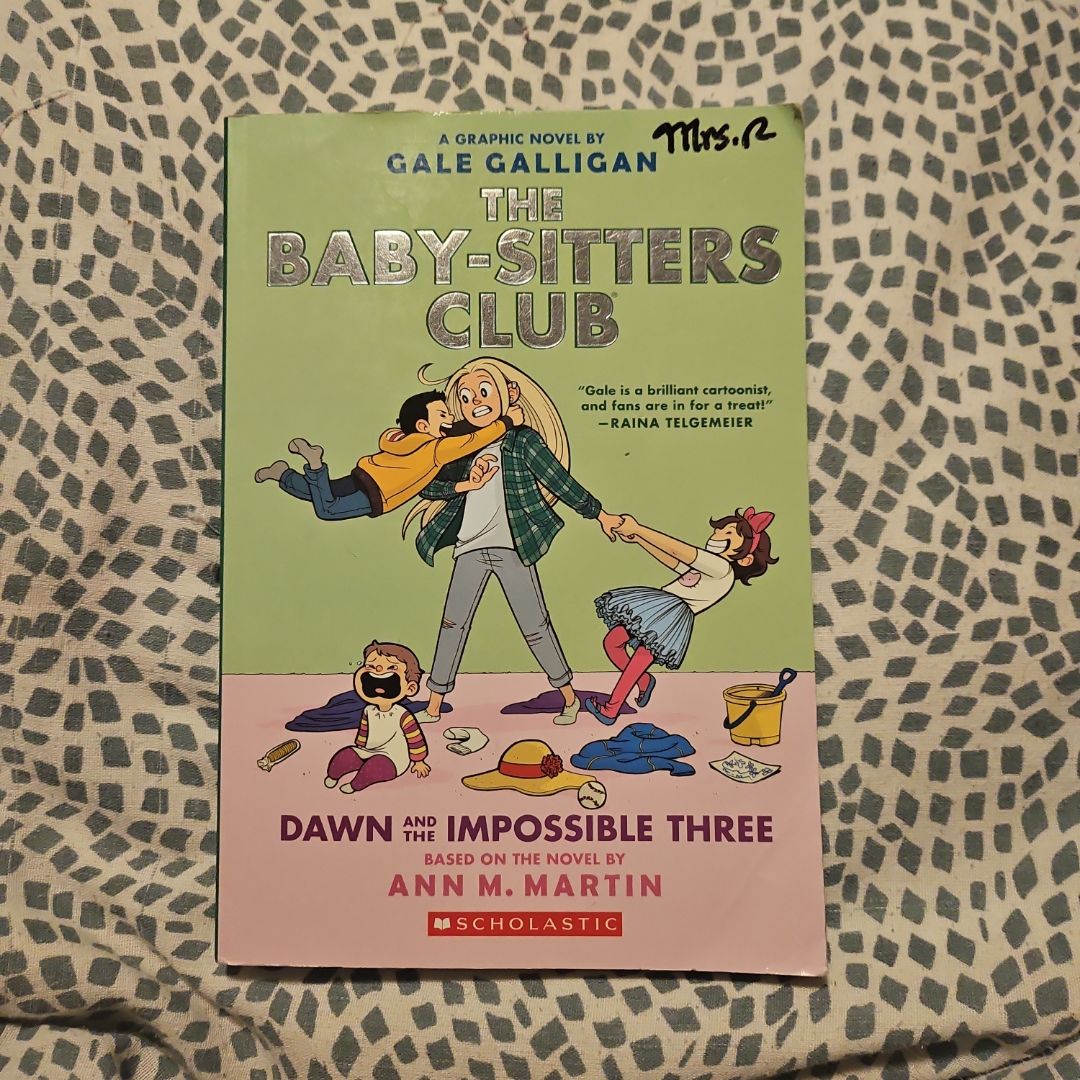 Mrs. R
A GRAPHIC NOVEL BY
GALE GALLIGAN
THE
BABY-SITTERS
CLUB®
"Gale is a brilliant cartoonist,
and fans are in for a treat!"
—RAINA TELGEMEIER
DAWN AND THE IMPOSSIBLE THREE
BASED ON THE NOVEL BY
ANN M. MARTIN
SCHOLASTIC